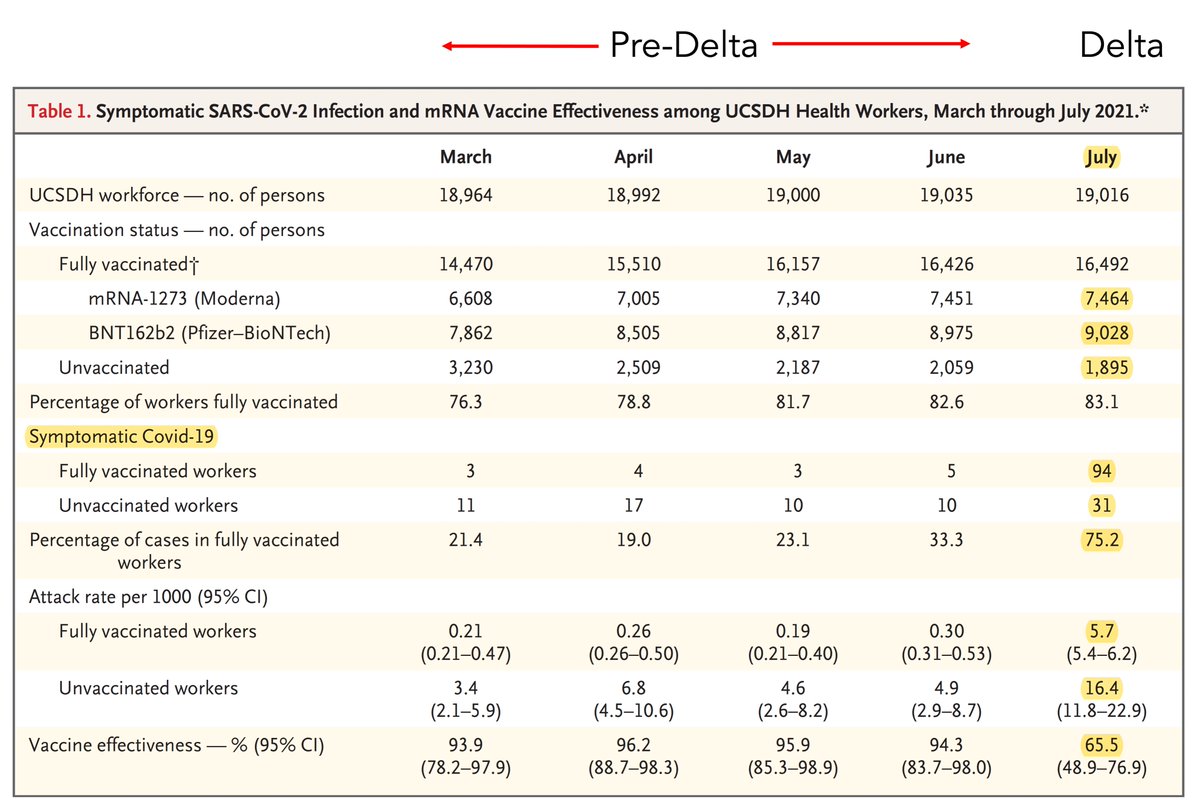 Pre-Delta Delta
Table 1. Symptomatic SARS-CoV-2 Infection and mRNA Vaccine Effectiveness among UCSDH Health Workers, March through July 2021.*
March April May June July
UCSDH workforce — no. of persons 18,964 18,992 19,000 19,035 19,016
Vaccination status — no. of persons
Fully vaccinated† 14,470 15,510 16,157 16,426 16,492
mRNA-1273 (Moderna) 6,608 7,005 7,340 7,451 7,464
BNT162b2 (Pfizer–BioNTech) 7,862 8,505 8,817 8,975 9,028
Unvaccinated 3,230 2,509 2,187 2,059 1,895
Percentage of workers fully vaccinated 76.3 78.8 81.7 82.6 83.1
Symptomatic Covid-19
Fully vaccinated workers 3 4 3 5 94
Unvaccinated workers 11 17 10 10 31
Percentage of cases in fully vaccinated 21.4 19.0 23.1 33.3 75.2
workers
Attack rate per 1000 (95% CI)
Fully vaccinated workers 0.21 0.26 0.19 0.30 5.7
(0.21–0.47) (0.26–0.50) (0.21–0.40) (0.31–0.53) (5.4–6.2)
Unvaccinated workers 3.4 6.8 4.6 4.9 16.4
(2.1–5.9) (4.5–10.6) (2.6–8.2) (2.9–8.7) (11.8–22.9)
Vaccine effectiveness — % (95% CI) 93.9 96.2 95.9 94.3 65.5
(78.2–97.9) (88.7–98.3) (85.3–98.9) (83.7–98.0) (48.9–76.9)